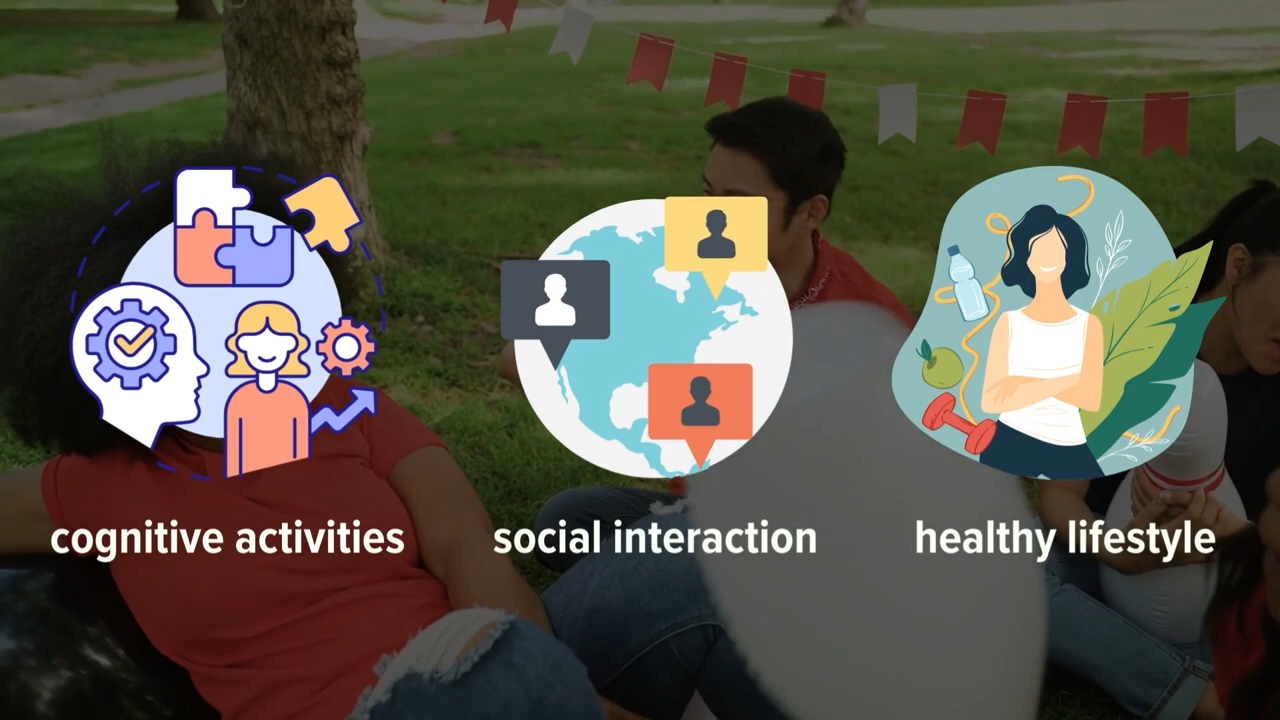 cognitive activities
social interaction
healthy lifestyle